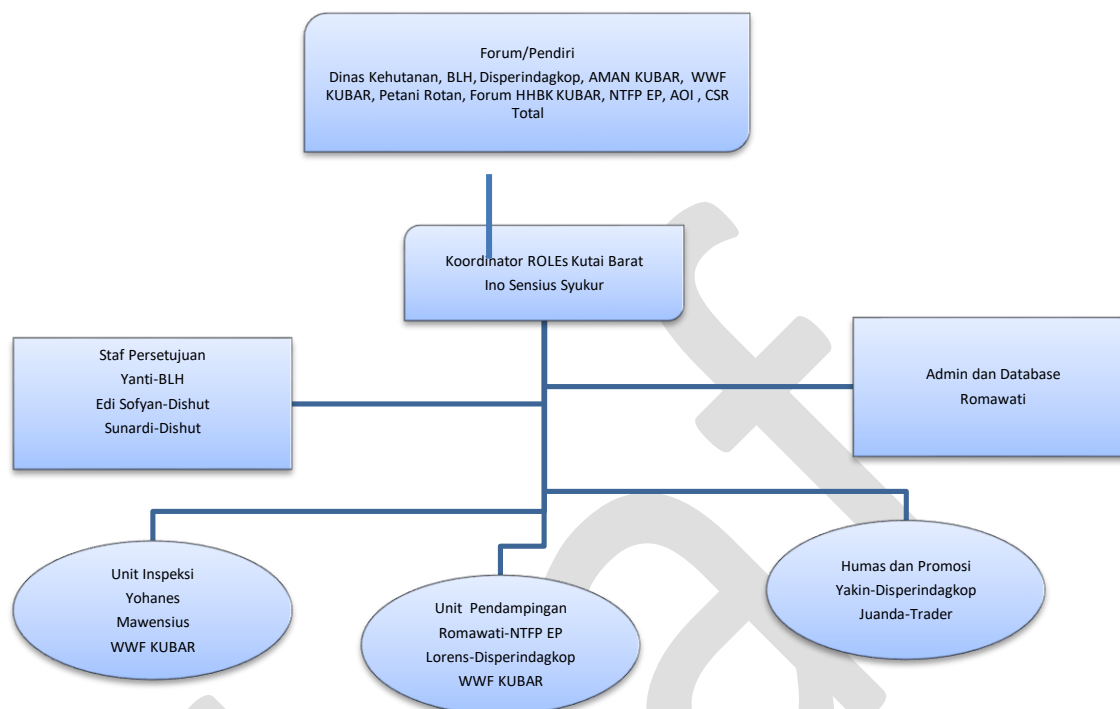 Forum/Pendiri
Dinas Kehutanan, BLH, Disperindagkop, AMAN KUBAR, WWF
KUBAR, Petani Rotan, Forum HHBK KUBAR, NTFP EP, AOI , CSR
Total
Koordinator ROLEs Kutai Barat
Ino Sensius Syukur
Staf Persetujuan
Yanti-BLH
Edi Sofyan-Dishut
Sunardi-Dishut
Admin dan Database
Romawati
Unit Inspeksi
Yohanes
Mawensius
WWF KUBAR
Unit Pendampingan
Romawati-NTFP EP
Lorens-Disperindagkop
WWF KUBAR
Humas dan Promosi
Yakin-Disperindagkop
Juanda-Trader